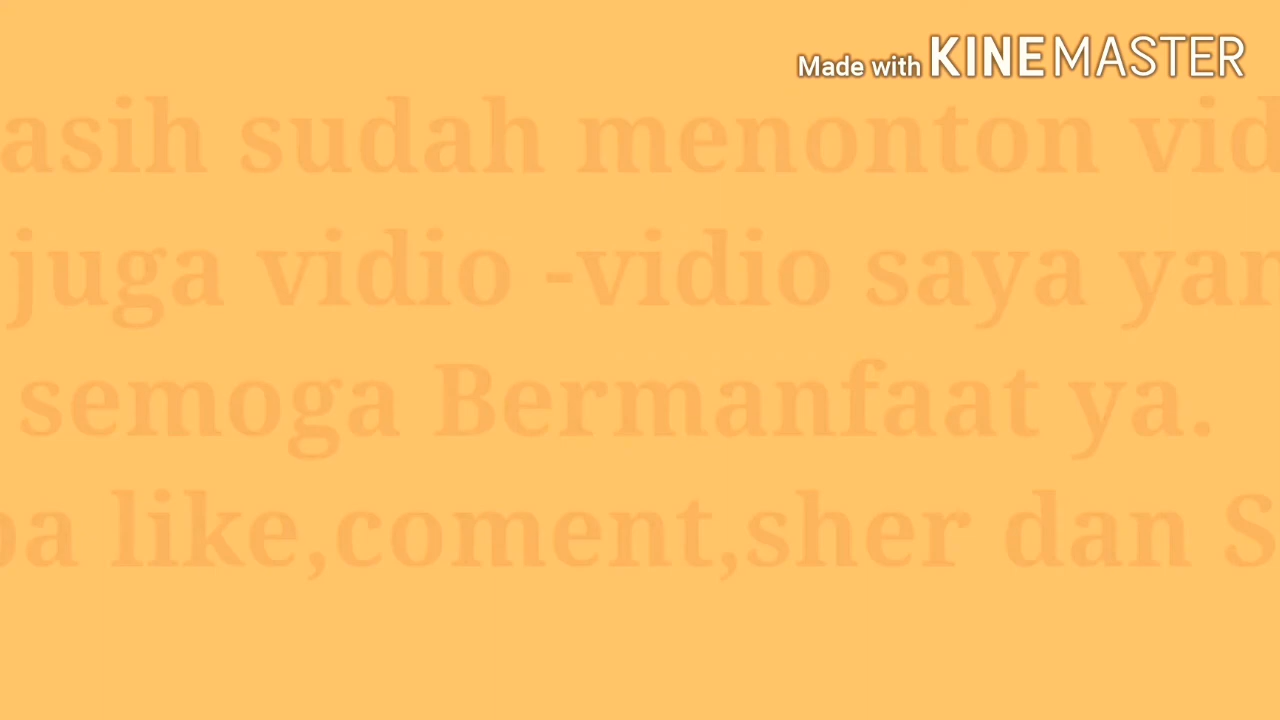 Made with KINEMASTER
asih sudah menonton vid
juga vidio -vidio saya yan
semoga Bermanfaat ya.
a like,coment,sher dan S